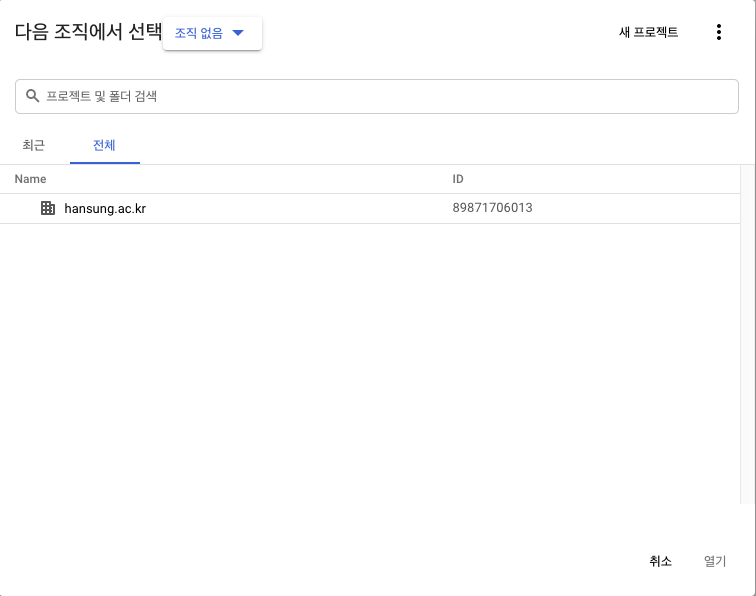 다음 조직에서 선택 조직 없음 새 프로젝트
프로젝트 및 폴더 검색
최근 전체
Name ID
hansung.ac.kr 89871706013
취소 열기